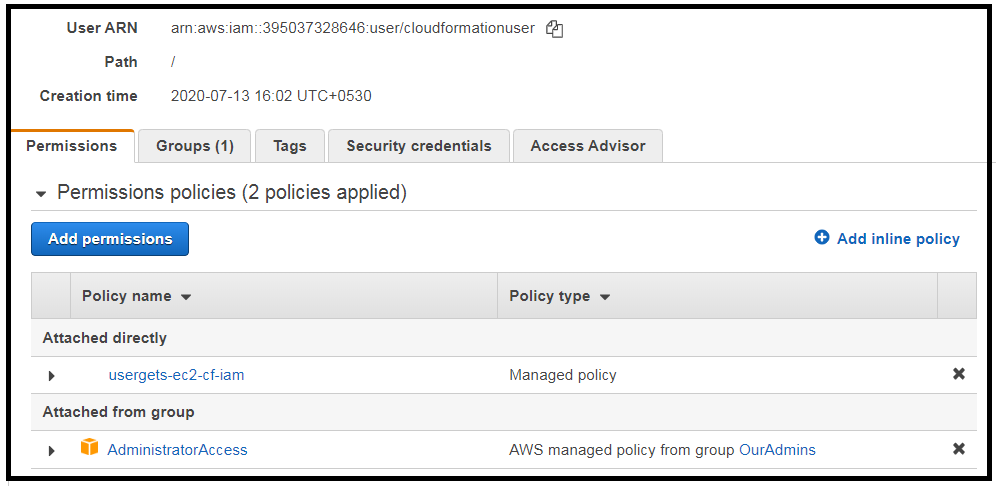 User ARN arn:aws:iam::395037328646:user/cloudformationuser
Path /
Creation time 2020-07-13 16:02 UTC+0530
Permissions Groups (1) Tags Security credentials Access Advisor
Permissions policies (2 policies applied)
Add permissions Add inline policy
Policy name Policy type
Attached directly
usergets-ec2-cf-iam Managed policy
Attached from group
AdministratorAccess AWS managed policy from group OurAdmins